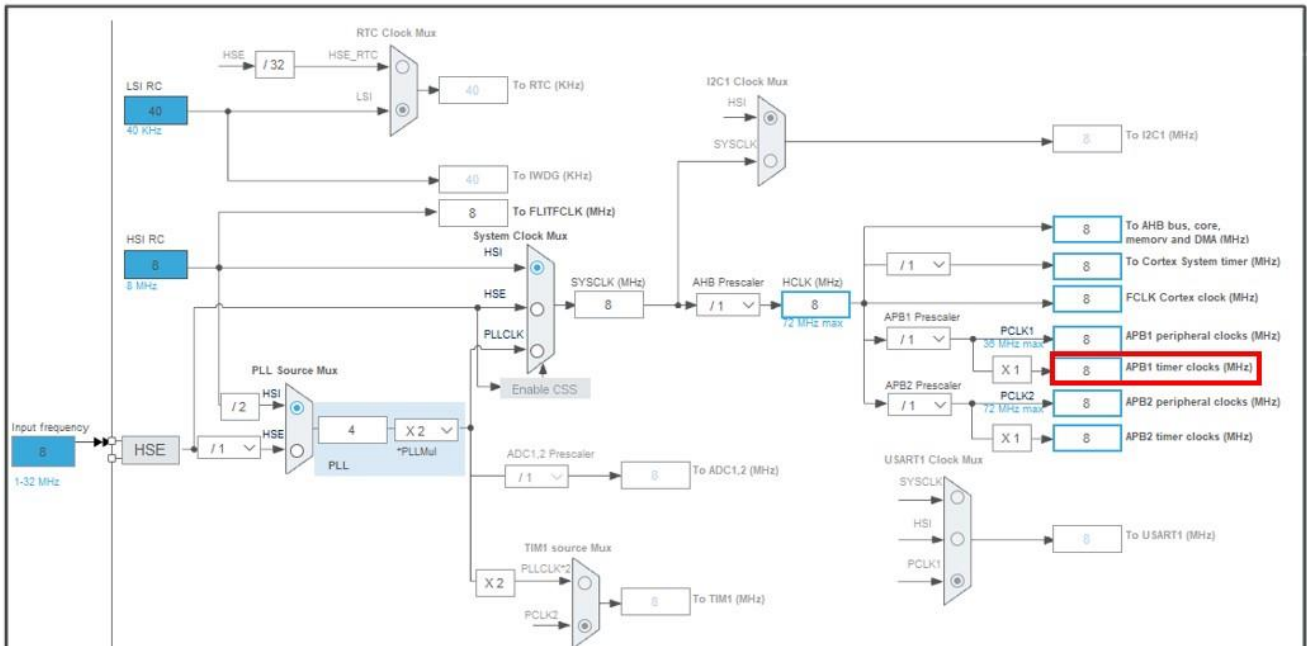 RTC Clock Mux
HSE
/ 32
HSE_RTC
LSI RC
40
40 KHz
LSI
40
To RTC (KHz)
I2C1 Clock Mux
HSI
SYSCLK
8
To I2C1 (MHz)
40
To IWDG (KHz)
8
To FLITFCLK (MHz)
HSI RC
8
8 MHz
System Clock Mux
HSI
HSE
PLLCLK
SYSCLK (MHz)
8
AHB Prescaler
/ 1
HCLK (MHz)
8
72 MHz max
Enable CSS
8
To AHB bus, core,
memory and DMA (MHz)
/ 1
8
To Cortex System timer (MHz)
8
FCLK Cortex clock (MHz)
APB1 Prescaler
/ 1
PCLK1
36 MHz max
8
APB1 peripheral clocks (MHz)
X 1
8
APB1 timer clocks (MHz)
APB2 Prescaler
/ 1
PCLK2
72 MHz max
8
APB2 peripheral clocks (MHz)
X 1
8
APB2 timer clocks (MHz)
PLL Source Mux
/ 2
HSI
HSE
Input frequency
8
1-32 MHz
HSE
/ 1
4
X 2
*PLLMul
PLL
ADC1,2 Prescaler
/ 1
8
To ADC1,2 (MHz)
USART1 Clock Mux
SYSCLK
HSI
PCLK1
8
To USART1 (MHz)
TIM1 source Mux
X 2
PLLCLK*2
PCLK2
8
To TIM1 (MHz)